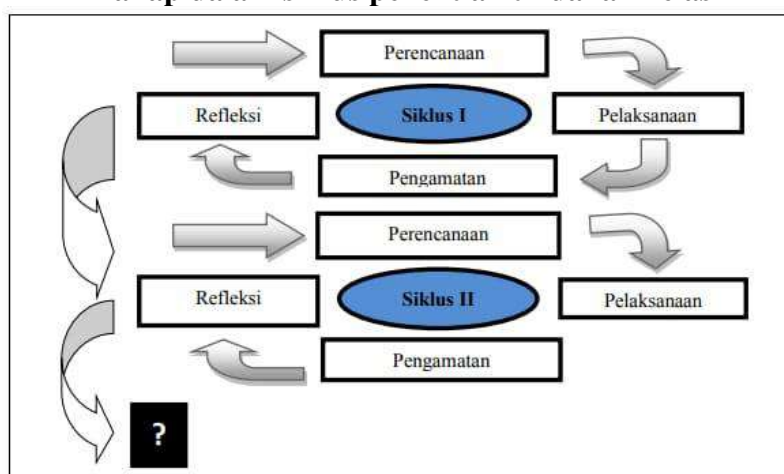 Perencanaan
Refleksi
Siklus I
Pelaksanaan
Pengamatan
Perencanaan
Refleksi
Siklus II
Pelaksanaan
Pengamatan
?